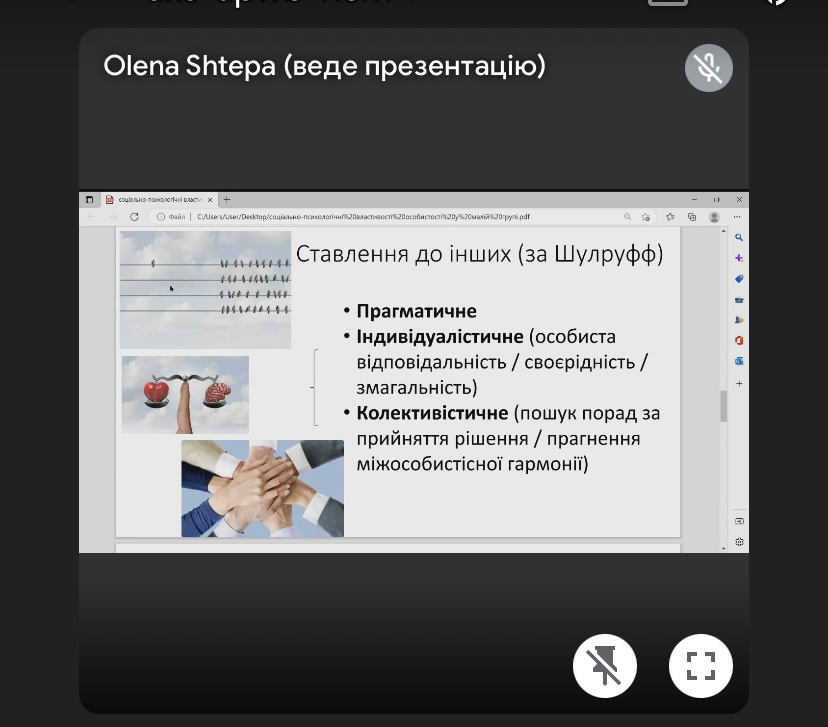 Olena Shtepa (веде презентацію)
соціально-психологічні власти
Файл | C:/Users/User/Desktop/соціально-психологічні%20властивості%20особистості%20у%20малій%20групі.pdf
Ставлення до інших (за Шулруфф)
• Прагматичне
• Індивідуалістичне (особиста
відповідальність / своєрідність /
змагальність)
• Колективістичне (пошук порад за
прийняття рішення / прагнення
міжособистісної гармонії)